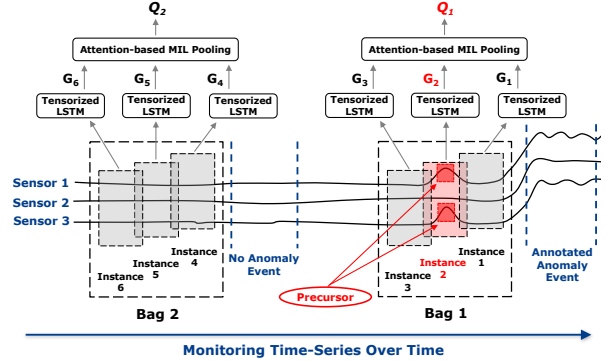 Q2
Q1
Attention-based MIL Pooling
Attention-based MIL Pooling
G6
G5
G4
G3
G2
G1
Tensorized
LSTM
Tensorized
LSTM
Tensorized
LSTM
Tensorized
LSTM
Tensorized
LSTM
Tensorized
LSTM
Sensor 1
Sensor 2
Sensor 3
Instance
6
Instance
5
Instance
4
No Anomaly
Event
Instance
3
Instance
2
Instance
1
Annotated
Anomaly
Event
Precursor
Bag 2
Bag 1
Monitoring Time-Series Over Time